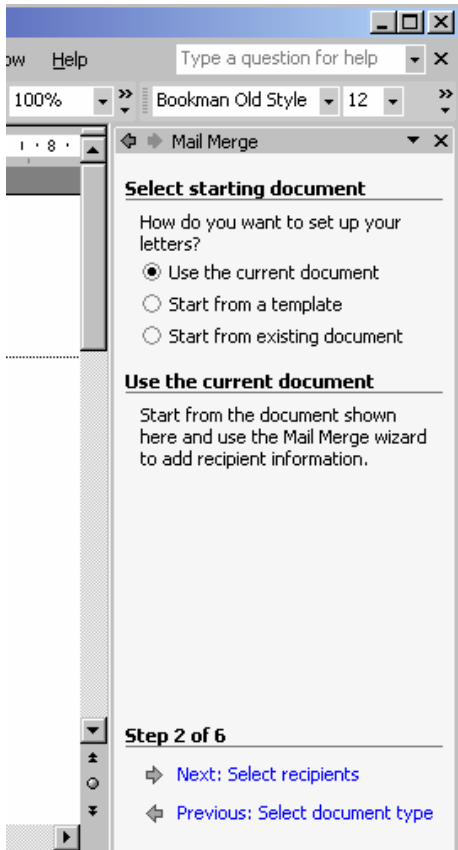 ow Help Type a question for help
100% Bookman Old Style 12
1 · 8 · Mail Merge
Select starting document
How do you want to set up your
letters?
Use the current document
Start from a template
Start from existing document
Use the current document
Start from the document shown
here and use the Mail Merge wizard
to add recipient information.
Step 2 of 6
Next: Select recipients
Previous: Select document type